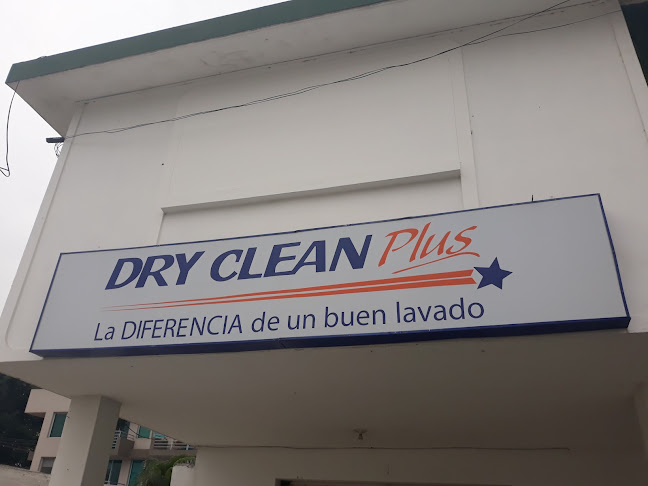 DRY CLEAN Plus
La DIFERENCIA de un buen lavado